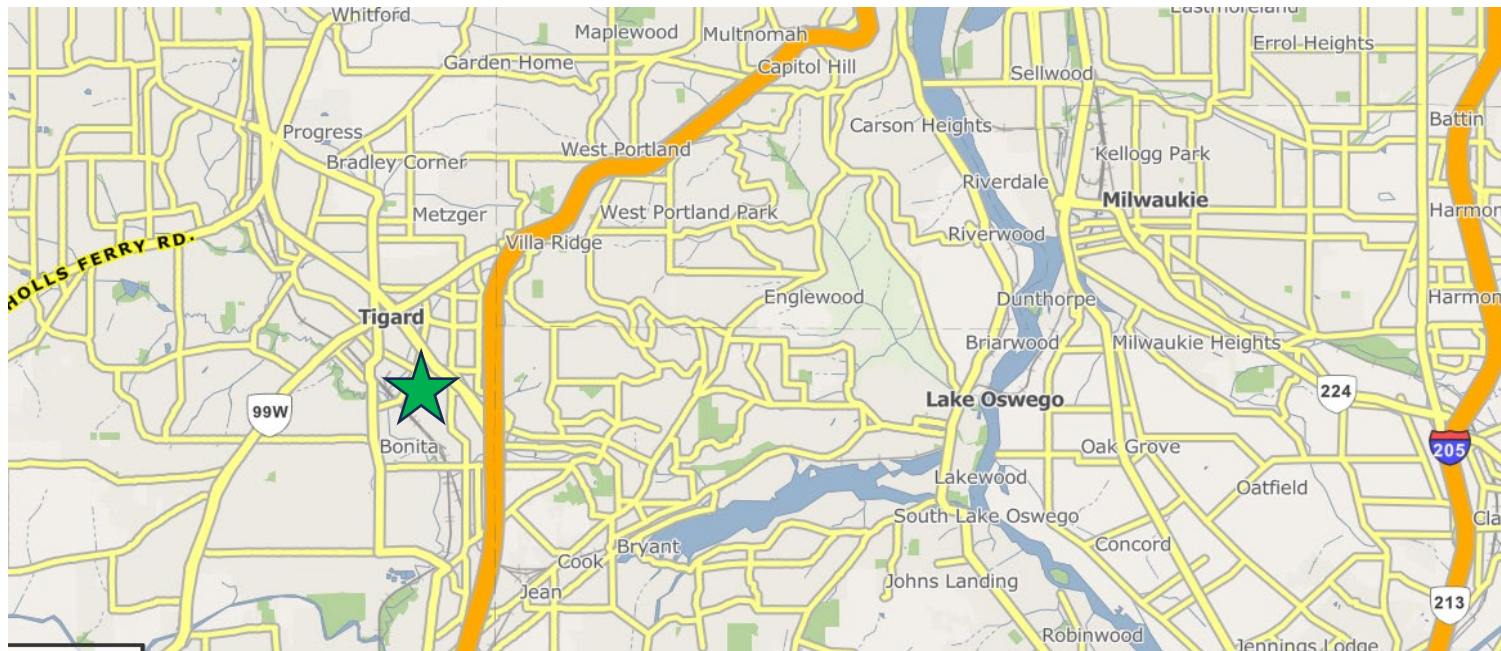 Whitford
Maplewood
Multnomah
Errol Heights
Garden Home
Capitol Hill
Sellwood
Progress
Carson Heights
Battin
Bradley Corner
West Portland
Kellogg Park
Riverdale
Metzger
West Portland Park
Milwaukie
Harmon
HOLLS FERRY RD.
Villa Ridge
Riverwood
Englewood
Dunthorpe
Harmon
Tigard
Briarwood
Milwaukie Heights
Lake Oswego
224
99W
Bonita
Oak Grove
205
Lakewood
Oatfield
South Lake Oswego
Cla
Bryant
Concord
Cook
Johns Landing
Jean
213
Robinwood
Jennings Lodge